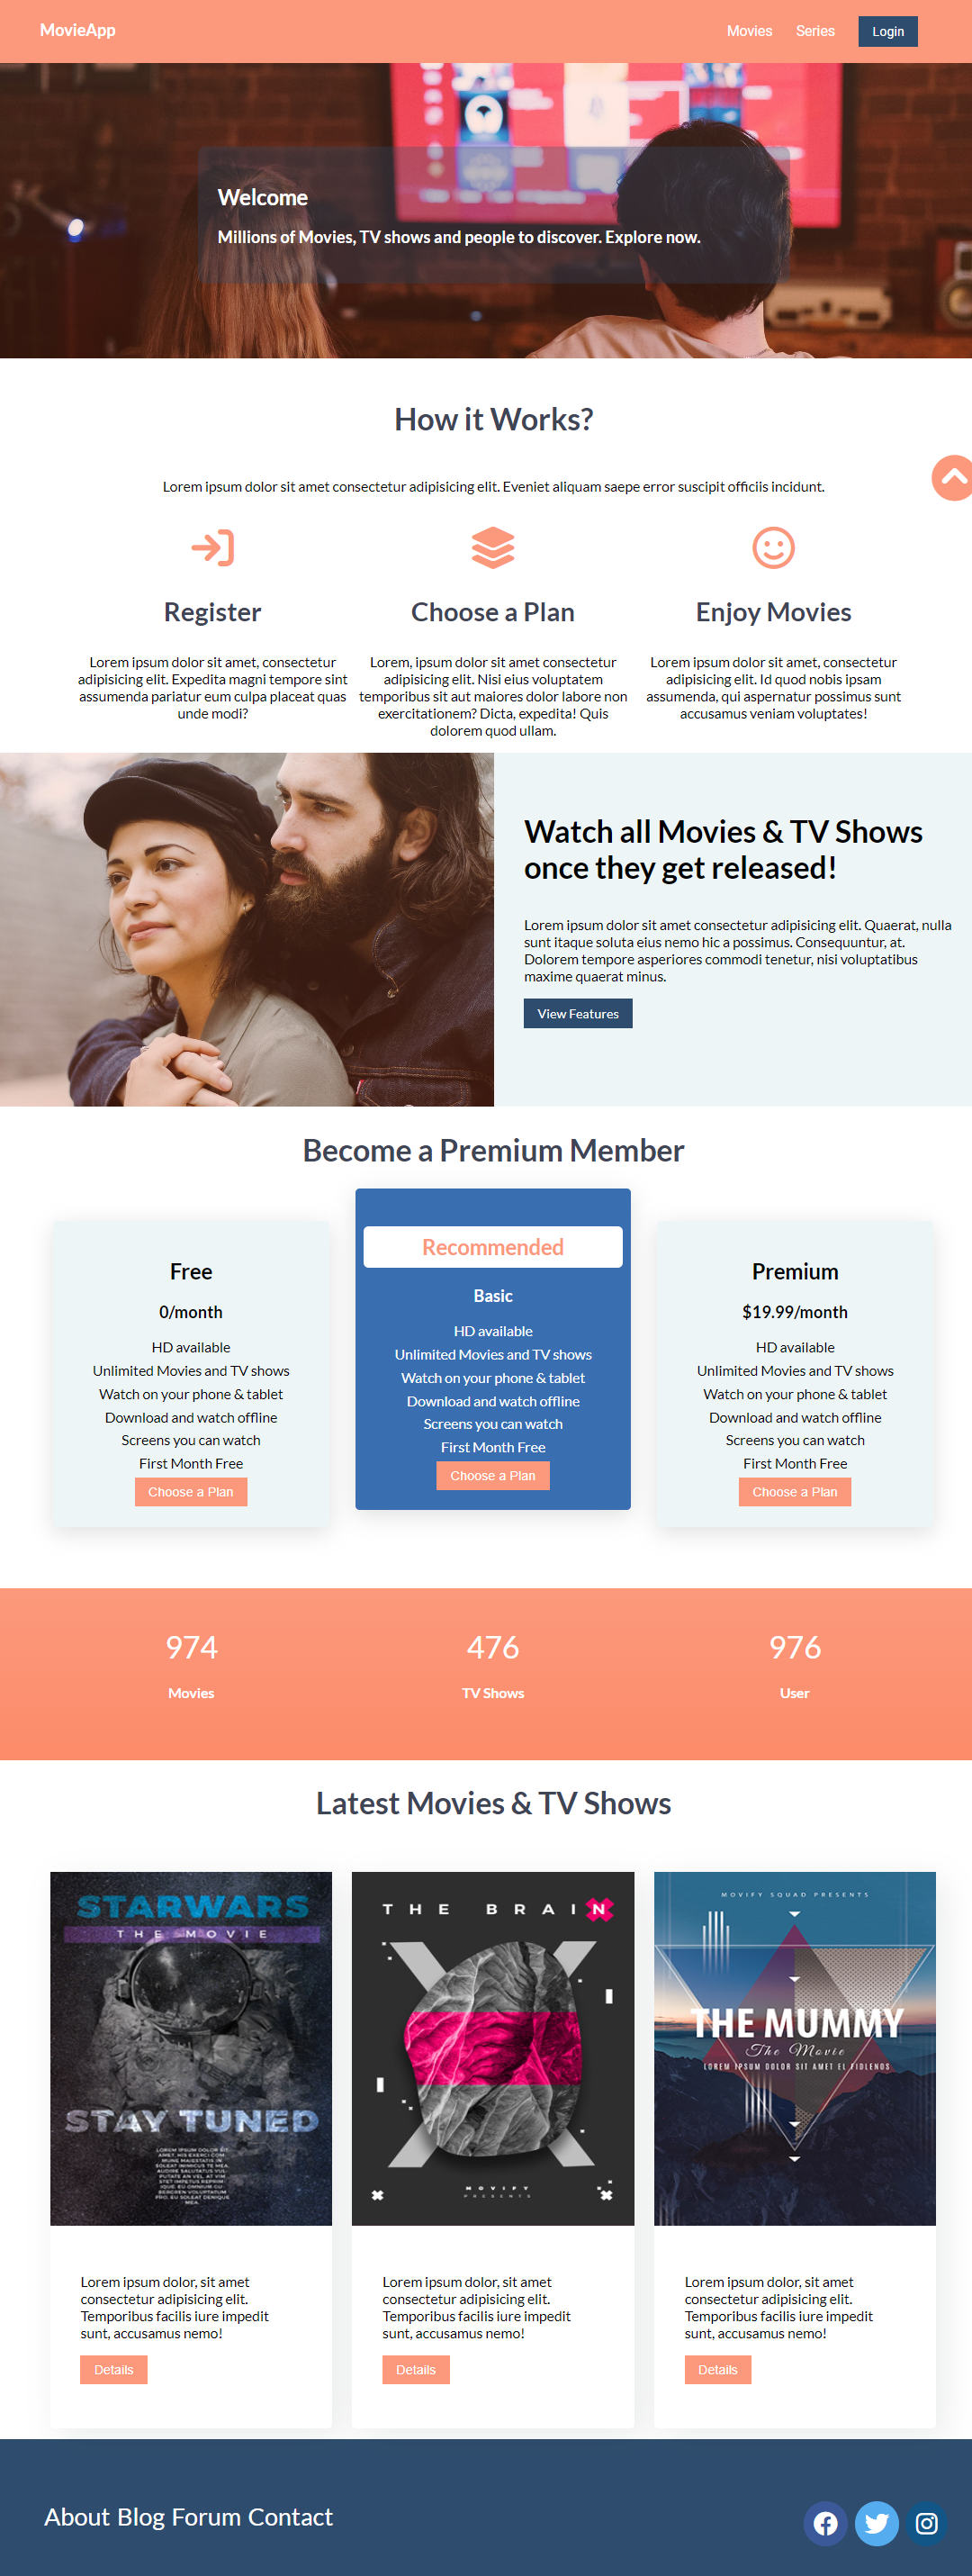 MovieApp
Movies
Series
Login
Welcome
Millions of Movies, TV shows and people to discover. Explore now.
How it Works?
Lorem ipsum dolor sit amet consectetur adipisicing elit. Eveniet aliquam saepe error suscipit officiis incidunt.
Register
Lorem ipsum dolor sit amet, consectetur
adipisicing elit. Expedita magni tempore sint
assumenda pariatur eum culpa placeat quas
unde modi?
Choose a Plan
Lorem, ipsum dolor sit amet consectetur
adipisicing elit. Nisi eius voluptatem
temporibus sit aut maiores dolor labore non
exercitationem? Dicta, expedita! Quis
dolorem quod ullam.
Enjoy Movies
Lorem ipsum dolor sit amet, consectetur
adipisicing elit. Id quod nobis ipsam
assumenda, qui aspernatur possimus sunt
accusamus veniam voluptates!
Watch all Movies & TV Shows
once they get released!
Lorem ipsum dolor sit amet consectetur adipisicing elit. Quaerat, nulla
sunt itaque soluta eius nemo hic a possimus. Consequuntur, at.
Dolorem tempore asperiores commodi tenetur, nisi voluptatibus
maxime quaerat minus.
View Features
Become a Premium Member
Free
0/month
HD available
Unlimited Movies and TV shows
Watch on your phone & tablet
Download and watch offline
Screens you can watch
First Month Free
Choose a Plan
Recommended
Basic
HD available
Unlimited Movies and TV shows
Watch on your phone & tablet
Download and watch offline
Screens you can watch
First Month Free
Choose a Plan
Premium
$19.99/month
HD available
Unlimited Movies and TV shows
Watch on your phone & tablet
Download and watch offline
Screens you can watch
First Month Free
Choose a Plan
974
Movies
476
TV Shows
976
User
Latest Movies & TV Shows
STARWARS
THE MOVIE
STAY TUNED
LOREM IPSUM DOLOR SIT
Lorem ipsum dolor, sit amet
consectetur adipisicing elit.
Temporibus facilis iure impedit
sunt, accusamus nemo!
Details
THE BRAIN
MOVIFY
PRESENTS
Lorem ipsum dolor, sit amet
consectetur adipisicing elit.
Temporibus facilis iure impedit
sunt, accusamus nemo!
Details
MOVIFY SQUAD PRESENTS
THE MUMMY
The Movie
LOREM IPSUM DOLOR SIT AMET EL
Lorem ipsum dolor, sit amet
consectetur adipisicing elit.
Temporibus facilis iure impedit
sunt, accusamus nemo!
Details
About Blog Forum Contact